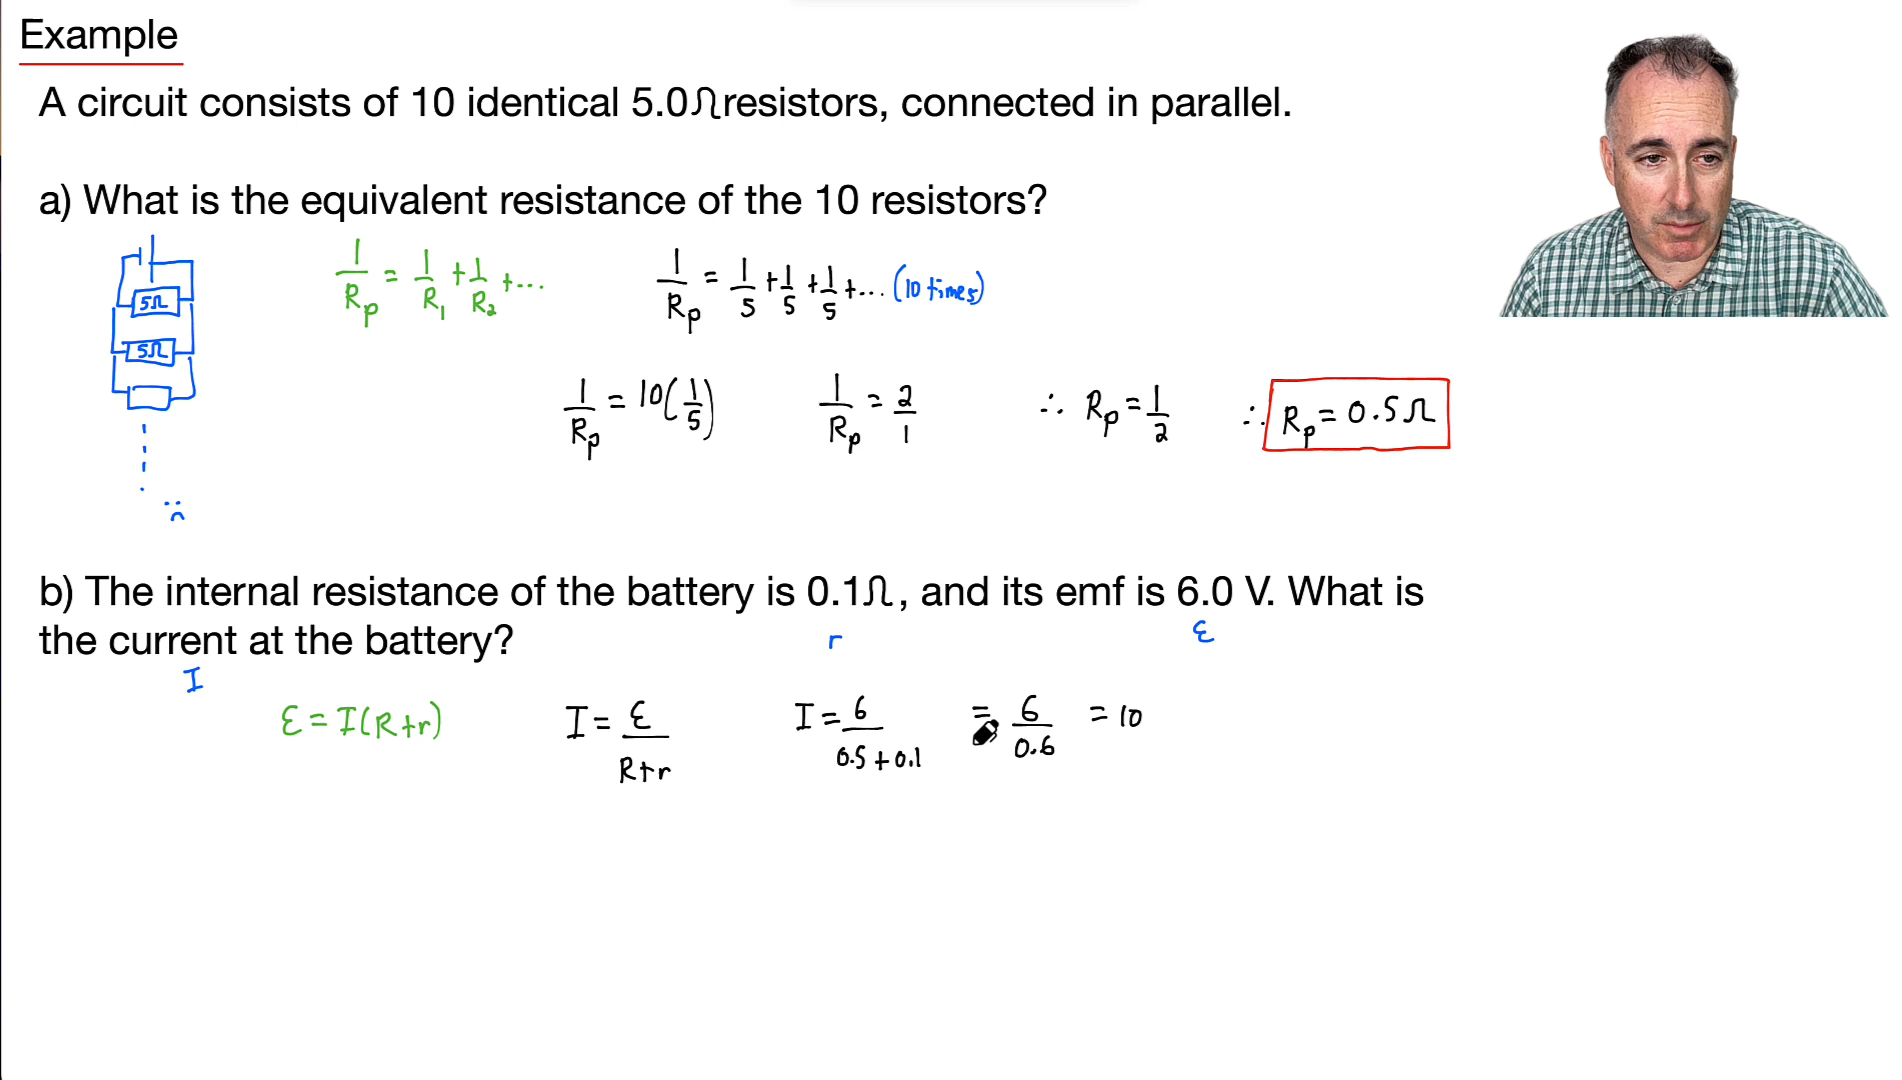 Example
A circuit consists of 10 identical 5.0Ω resistors, connected in parallel.
a) What is the equivalent resistance of the 10 resistors?
5Ω
5Ω
1/Rp = 1/R1 + 1/R2 + ...
1/Rp = 1/5 + 1/5 + 1/5 + ... (10 times)
1/Rp = 10(1/5) 1/Rp = 2/1 ∴ Rp = 1/2 ∴ Rp = 0.5Ω
b) The internal resistance of the battery is 0.1Ω, and its emf is 6.0 V. What is
r ε
the current at the battery?
I
ε = I(R+r) I = ε/R+r I = 6/0.5+0.1 = 6/0.6 = 10